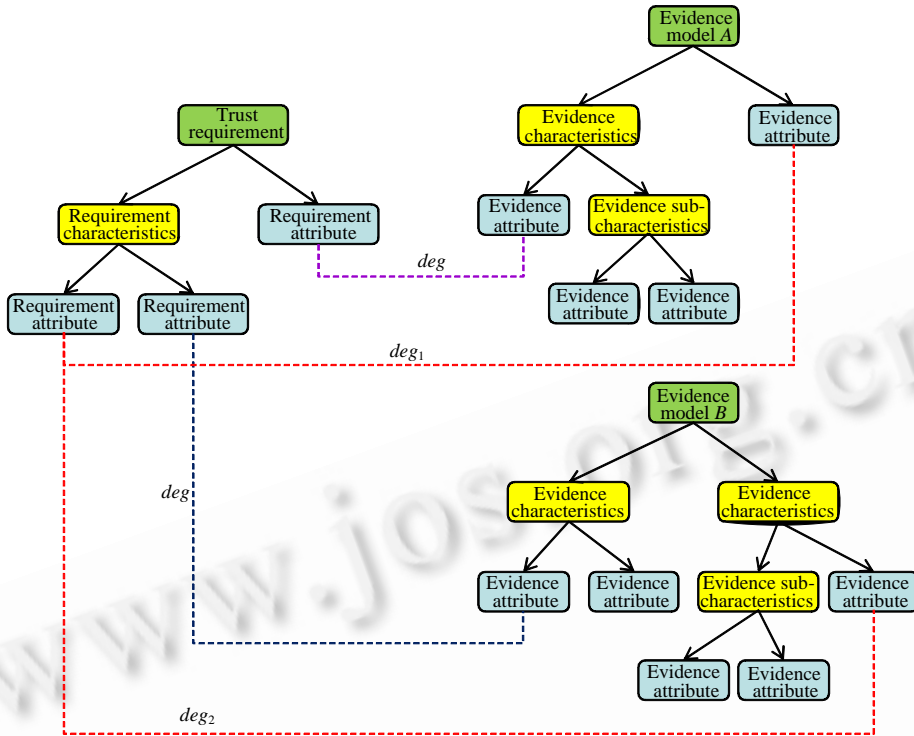 Evidence
model A
Trust
requirement
Evidence
characteristics
Evidence
attribute
Requirement
characteristics
Requirement
attribute
Evidence
attribute
Evidence sub-
characteristics
deg
Requirement
attribute
Requirement
attribute
Evidence
attribute
Evidence
attribute
deg₁
Evidence
model B
deg
Evidence
characteristics
Evidence
characteristics
Evidence
attribute
Evidence
attribute
Evidence sub-
characteristics
Evidence
attribute
Evidence
attribute
Evidence
attribute
deg₂
www.jos.org.cn